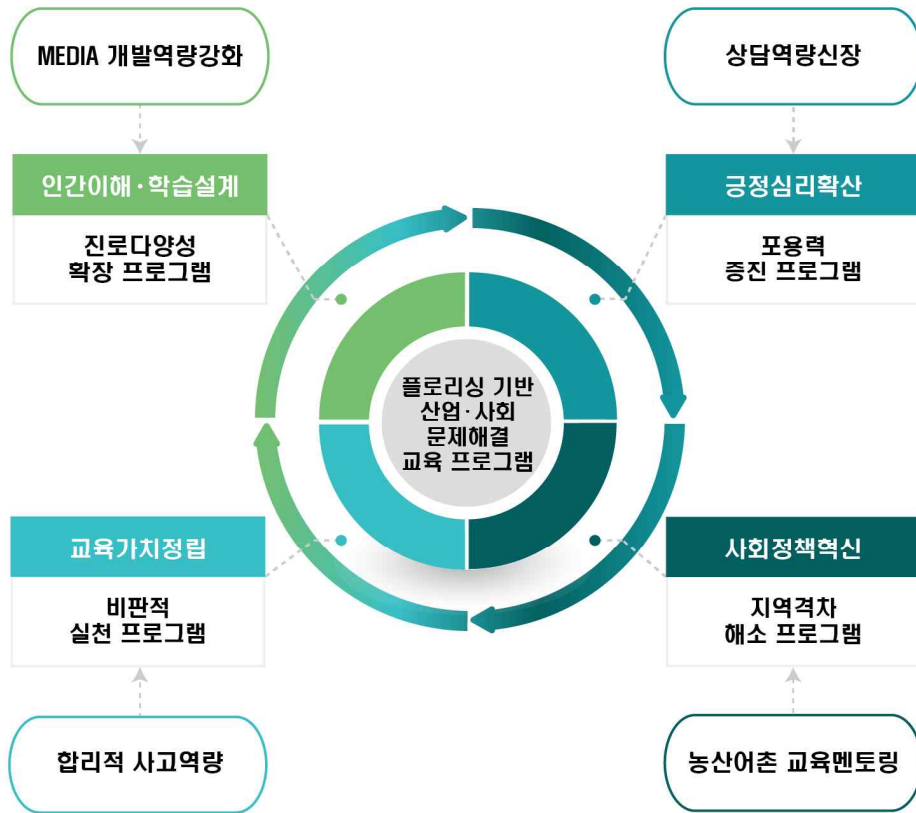 MEDIA 개발역량강화
상담역량신장
인간이해·학습설계
긍정심리확산
진로다양성
확장 프로그램
포용력
증진 프로그램
플로리싱 기반
산업·사회
문제해결
교육 프로그램
교육가치정립
사회정책혁신
비판적
실천 프로그램
지역격차
해소 프로그램
합리적 사고역량
농산어촌 교육멘토링